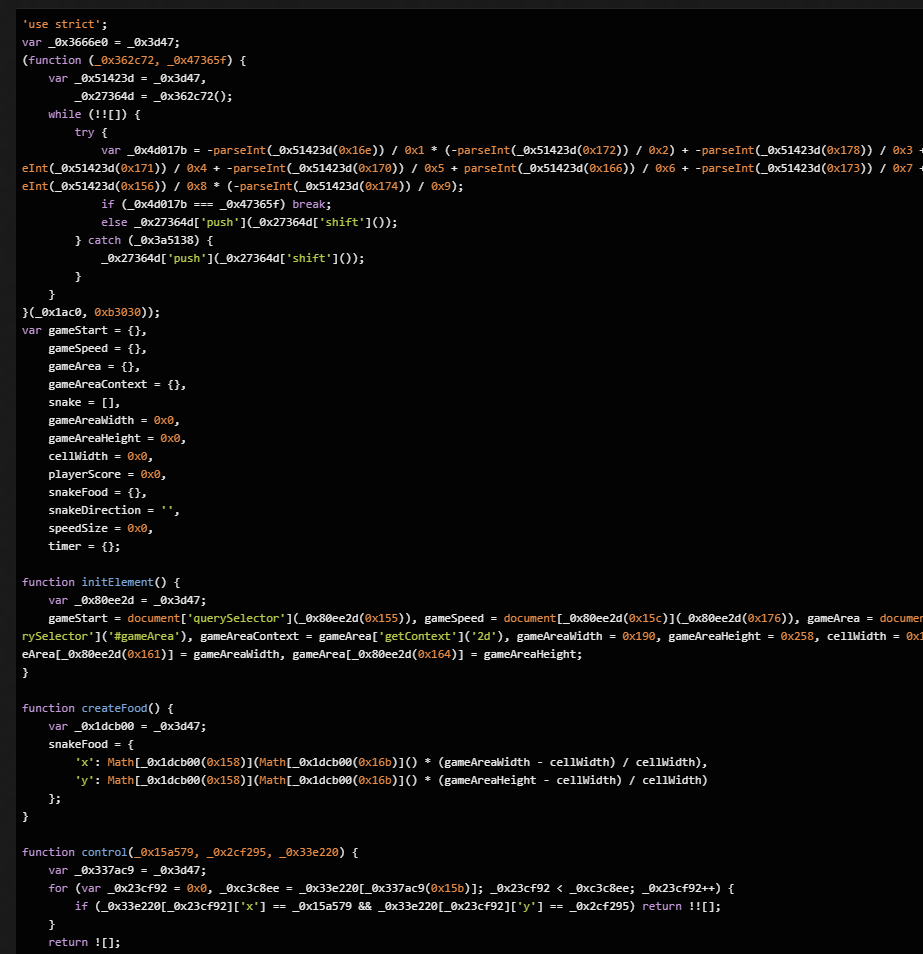 'use strict';
var _0x3666e0 = _0x3d47;
(function (_0x362c72, _0x47365f) {
    var _0x51423d = _0x3d47,
        _0x27364d = _0x362c72();
    while (!![]) {
        try {
            var _0x4d017b = -parseInt(_0x51423d(0x16e)) / 0x1 * (-parseInt(_0x51423d(0x172)) / 0x2) + -parseInt(_0x51423d(0x178)) / 0x3 +
eInt(_0x51423d(0x171)) / 0x4 + -parseInt(_0x51423d(0x170)) / 0x5 + parseInt(_0x51423d(0x166)) / 0x6 + -parseInt(_0x51423d(0x173)) / 0x7 +
eInt(_0x51423d(0x156)) / 0x8 * (-parseInt(_0x51423d(0x174)) / 0x9);
            if (_0x4d017b === _0x47365f) break;
            else _0x27364d['push'](_0x27364d['shift']());
        } catch (_0x3a5138) {
            _0x27364d['push'](_0x27364d['shift']());
        }
    }
}(_0x1ac0, 0xb3030));
var gameStart = {},
    gameSpeed = {},
    gameArea = {},
    gameAreaContext = {},
    snake = [],
    gameAreaWidth = 0x0,
    gameAreaHeight = 0x0,
    cellWidth = 0x0,
    playerScore = 0x0,
    snakeFood = {},
    snakeDirection = '',
    speedSize = 0x0,
    timer = {};
function initElement() {
    var _0x80ee2d = _0x3d47;
    gameStart = document['querySelector'](_0x80ee2d(0x155)), gameSpeed = document[_0x80ee2d(0x15c)](_0x80ee2d(0x176)), gameArea = documen
rySelector']('#gameArea'), gameAreaContext = gameArea['getContext']('2d'), gameAreaWidth = 0x190, gameAreaHeight = 0x258, cellWidth = 0x1
eArea[_0x80ee2d(0x161)] = gameAreaWidth, gameArea[_0x80ee2d(0x164)] = gameAreaHeight;
}
function createFood() {
    var _0x1dcb00 = _0x3d47;
    snakeFood = {
        'x': Math[_0x1dcb00(0x158)](Math[_0x1dcb00(0x16b)]() * (gameAreaWidth - cellWidth) / cellWidth),
        'y': Math[_0x1dcb00(0x158)](Math[_0x1dcb00(0x16b)]() * (gameAreaHeight - cellWidth) / cellWidth)
    };
}
function control(_0x15a579, _0x2cf295, _0x33e220) {
    var _0x337ac9 = _0x3d47;
    for (var _0x23cf92 = 0x0, _0xc3c8ee = _0x33e220[_0x337ac9(0x15b)]; _0x23cf92 < _0xc3c8ee; _0x23cf92++) {
        if (_0x33e220[_0x23cf92]['x'] == _0x15a579 && _0x33e220[_0x23cf92]['y'] == _0x2cf295) return !![];
    }
    return ![];